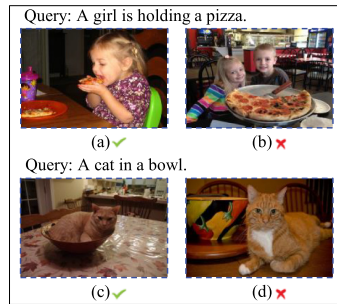 Query: A girl is holding a pizza.
(a) ✓ (b) ✗
Query: A cat in a bowl.
(c) ✓ (d) ✗